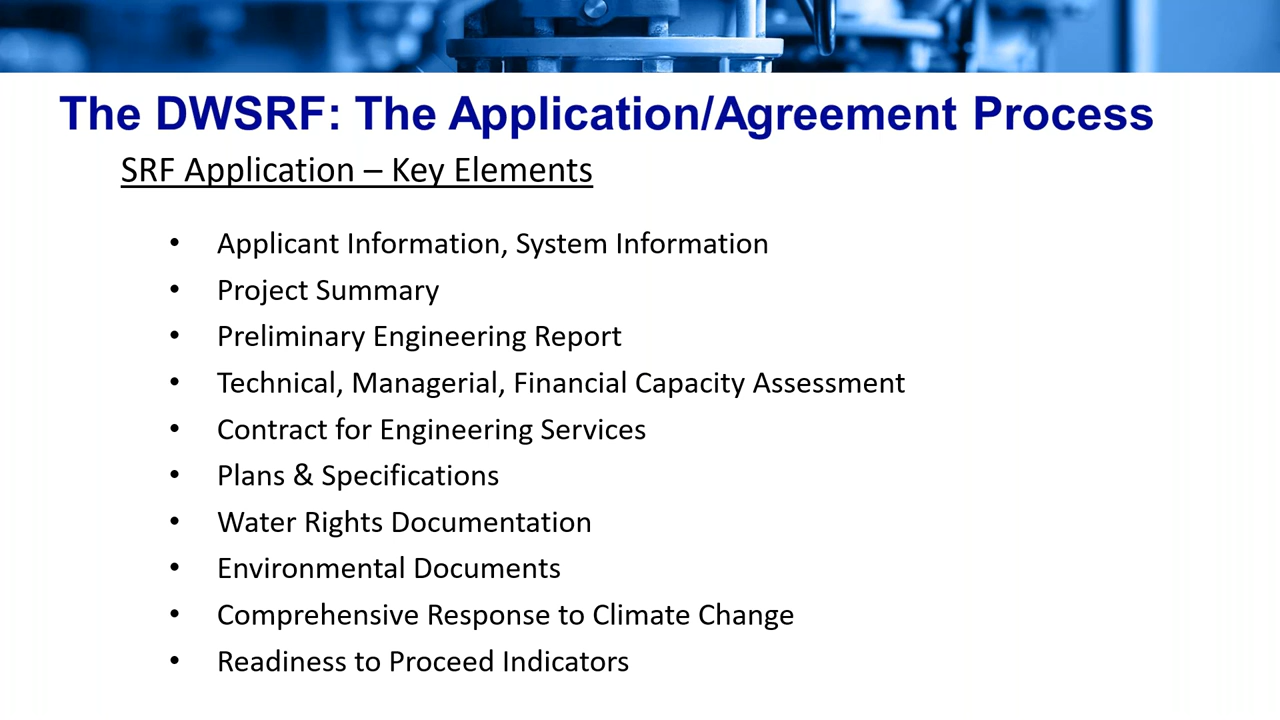 The DWSRF: The Application/Agreement Process
SRF Application – Key Elements
• Applicant Information, System Information
• Project Summary
• Preliminary Engineering Report
• Technical, Managerial, Financial Capacity Assessment
• Contract for Engineering Services
• Plans & Specifications
• Water Rights Documentation
• Environmental Documents
• Comprehensive Response to Climate Change
• Readiness to Proceed Indicators